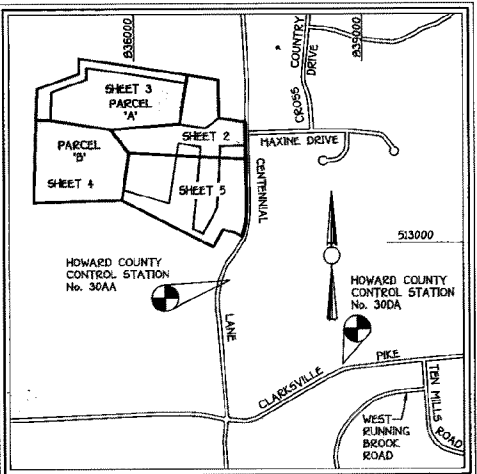 836000
839000
CROSS COUNTRY
DRIVE
SHEET 3
PARCEL
'A'
SHEET 2
MAXINE DRIVE
PARCEL
'B'
SHEET 4
SHEET 5
CENTENNIAL
LANE
513000
HOWARD COUNTY
CONTROL STATION
No. 30AA
HOWARD COUNTY
CONTROL STATION
No. 30DA
CLARKSVILLE
PIKE
TEN MILLS
ROAD
WEST
RUNNING
BROOK
ROAD